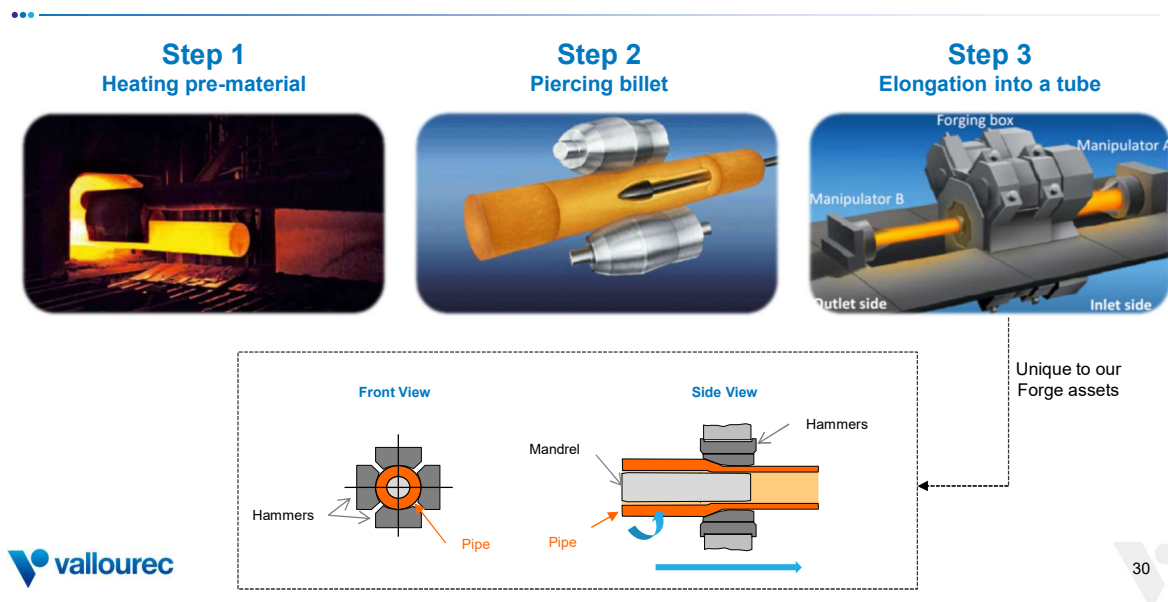 Step 1
Heating pre-material
Step 2
Piercing billet
Step 3
Elongation into a tube
Forging box
Manipulator A
Manipulator B
Outlet side
Inlet side
Unique to our
Forge assets
Front View
Side View
Hammers
Mandrel
Hammers
Pipe
Pipe
vallourec
30